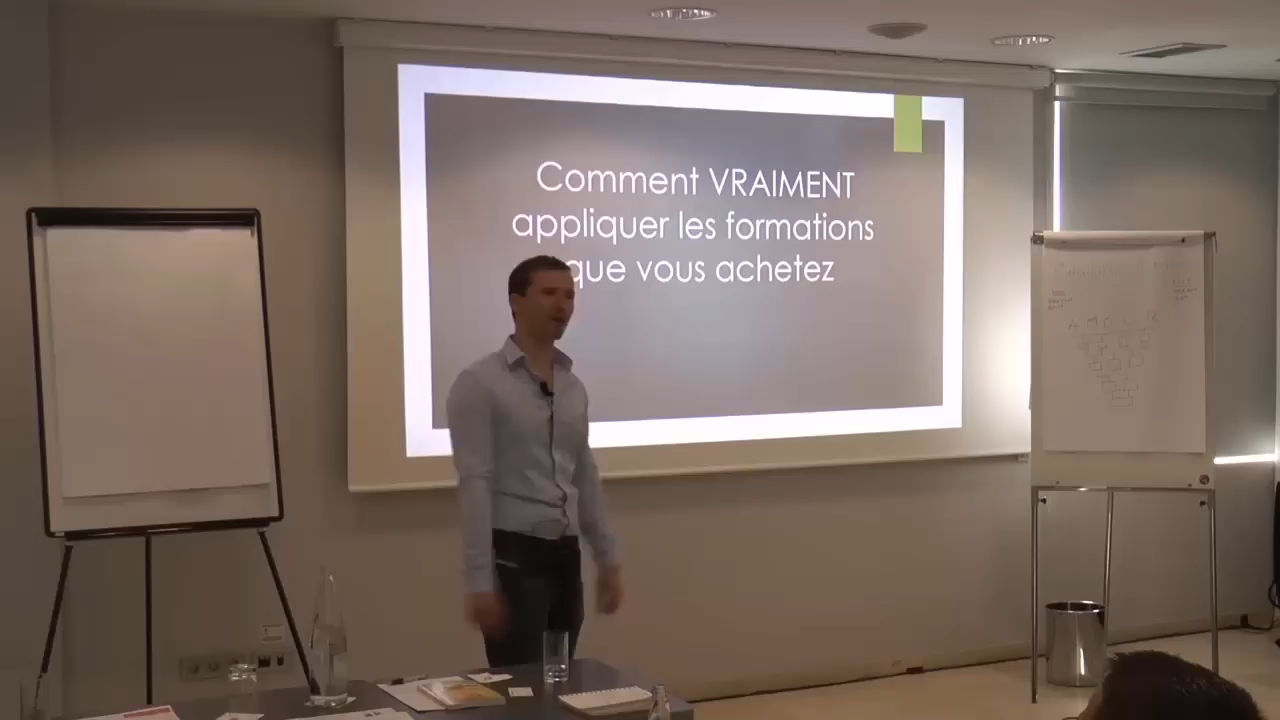 Comment VRAIMENT
appliquer les formations
que vous achetez